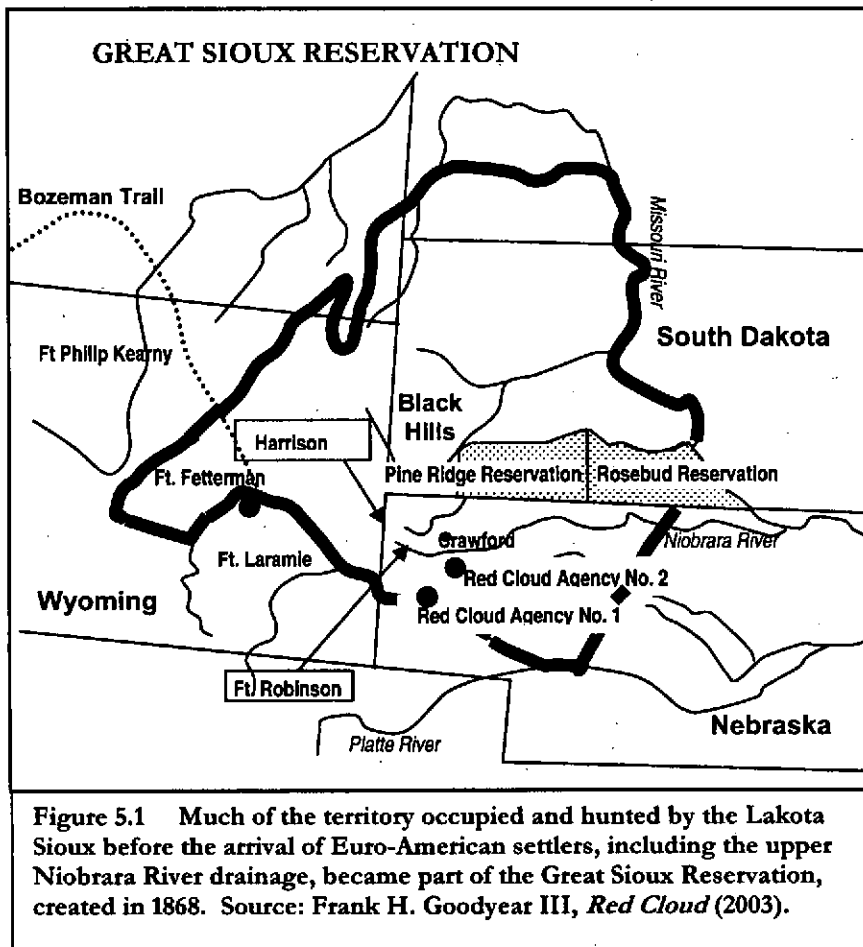 GREAT SIOUX RESERVATION
Bozeman Trail
Missouri River
Ft Philip Kearny
South Dakota
Black
Hills
Harrison
Pine Ridge Reservation
Rosebud Reservation
Ft. Fetterman
Crawford
Niobrara River
Ft. Laramie
Red Cloud Agency No. 2
Wyoming
Red Cloud Agency No. 1
Ft. Robinson
Nebraska
Platte River
Figure 5.1 Much of the territory occupied and hunted by the Lakota
Sioux before the arrival of Euro-American settlers, including the upper
Niobrara River drainage, became part of the Great Sioux Reservation,
created in 1868. Source: Frank H. Goodyear III, Red Cloud (2003).